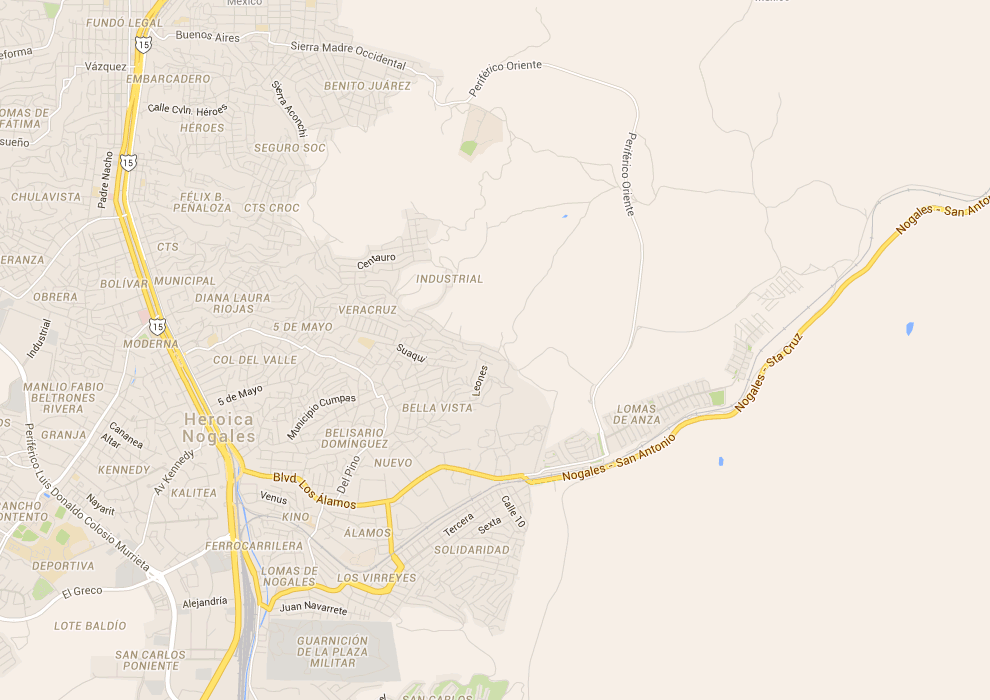 México
México
FUNDO LEGAL
15
Buenos Aires
Sierra Madre Occidental
eforma
Vázquez
Periférico Oriente
EMBARCADERO
BENITO JUÁREZ
Sierra Aconchi
Calle Cvln. Héroes
LOMAS DE
FÁTIMA
HÉROES
sueño
SEGURO SOC
Periférico Oriente
15
Padre Nacho
CHULAVISTA
FÉLIX B.
PEÑALOZA
CTS CROC
Nogales - San Anto
CTS
ERANZA
Centauro
BOLÍVAR
MUNICIPAL
INDUSTRIAL
OBRERA
DIANA LAURA
RIOJAS
VERACRUZ
15
5 DE MAYO
Industrial
MODERNA
Suaqui
COL DEL VALLE
Nogales - Sta Cruz
Leones
MANLIO FABIO
BELTRONES
RIVERA
5 de Mayo
Municipio Cumpas
BELLA VISTA
LOMAS
DE ANZA
OS
Heroica
Nogales
Periférico Luis Donaldo Colosio Murrieta
GRANJA
Cananea
Altar
BELISARIO
DOMÍNGUEZ
Nogales - San Antonio
KENNEDY
Av Kennedy
NUEVO
Del Pino
Blvd Los Álamos
KALITEA
Venus
Nayarit
RANCHO
ONTENTO
KINO
Tercera
Sexta
Calle 10
ÁLAMOS
FERROCARRILERA
SOLIDARIDAD
DEPORTIVA
LOMAS DE
NOGALES
LOS VIRREYES
El Greco
Alejandría
Juan Navarrete
LOTE BALDÍO
GUARNICIÓN
DE LA PLAZA
MILITAR
SAN CARLOS
PONIENTE
SAN CARLOS